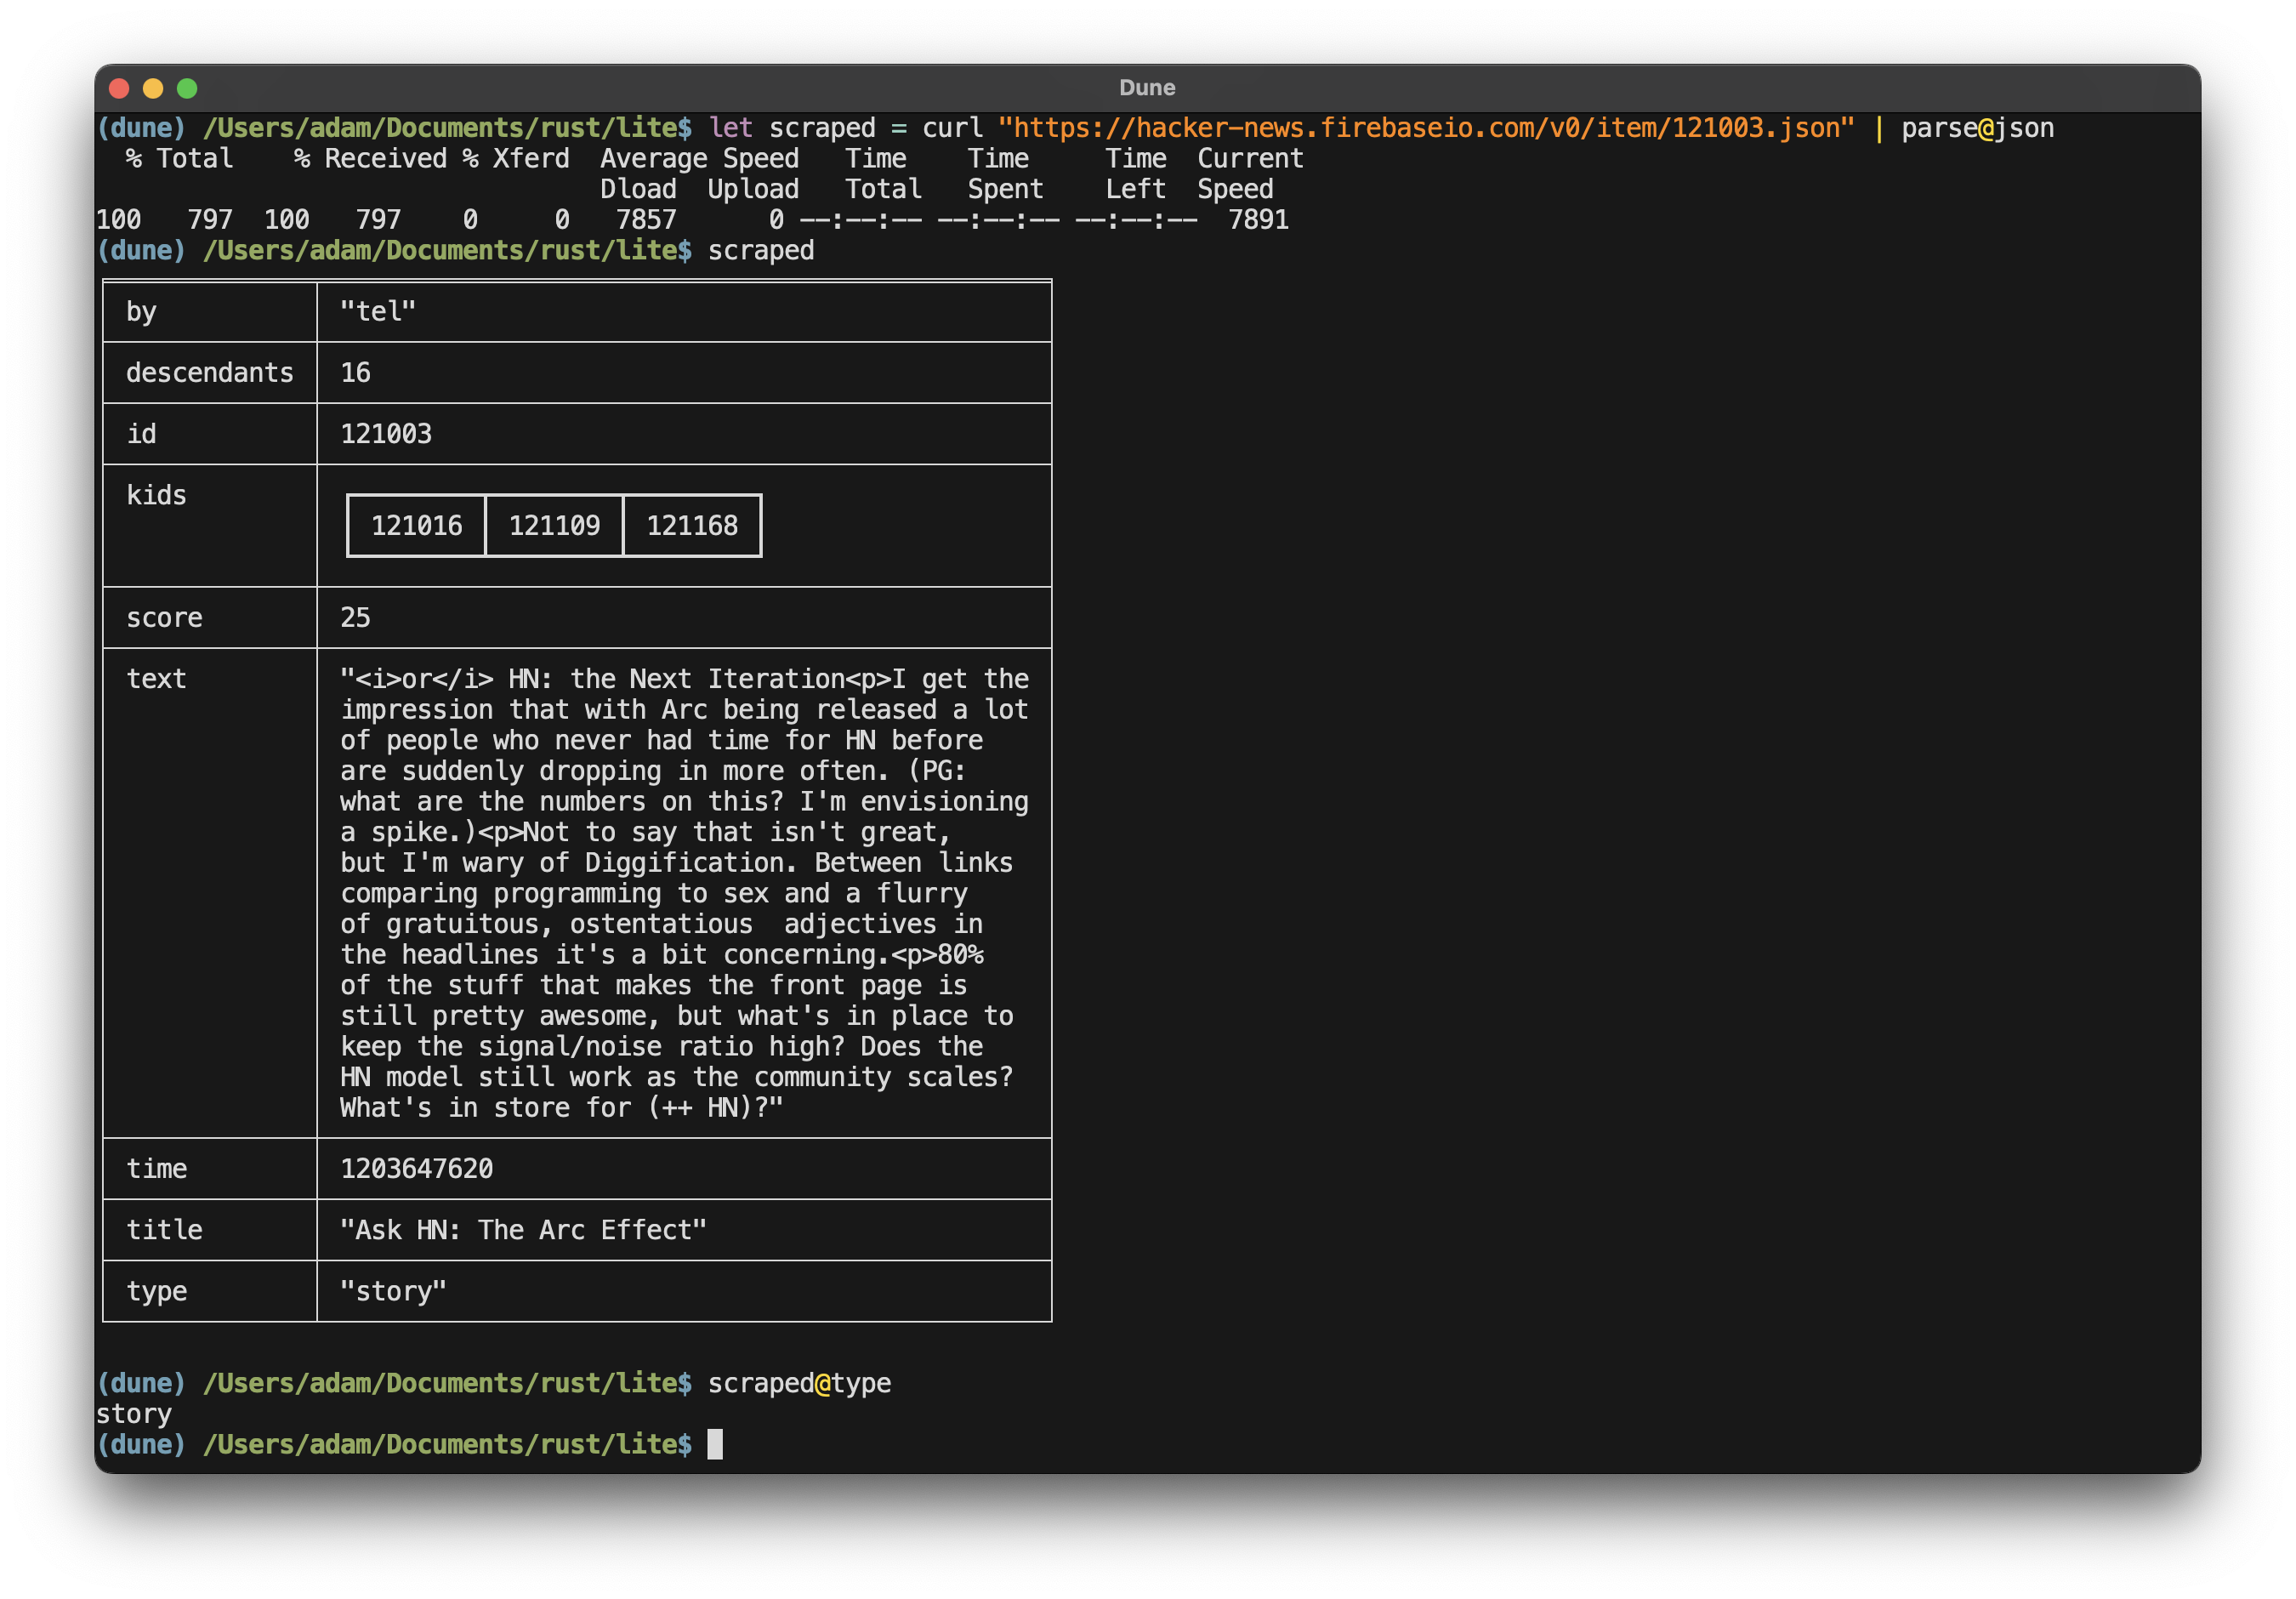 Dune
(dune) /Users/adam/Documents/rust/lite$ let scraped = curl "https://hacker-news.firebaseio.com/v0/item/121003.json" | parse@json
% Total % Received % Xferd Average Speed Time Time Time Current
Dload Upload Total Spent Left Speed
100 797 100 797 0 0 7857 0 --:--:-- --:--:-- --:--:-- 7891
(dune) /Users/adam/Documents/rust/lite$ scraped
by "tel"
descendants 16
id 121003
kids 121016 121109 121168
score 25
text "<i>or</i> HN: the Next Iteration<p>I get the
impression that with Arc being released a lot
of people who never had time for HN before
are suddenly dropping in more often. (PG:
what are the numbers on this? I'm envisioning
a spike.)<p>Not to say that isn't great,
but I'm wary of Diggification. Between links
comparing programming to sex and a flurry
of gratuitous, ostentatious  adjectives in
the headlines it's a bit concerning.<p>80%
of the stuff that makes the front page is
still pretty awesome, but what's in place to
keep the signal/noise ratio high? Does the
HN model still work as the community scales?
What's in store for (++ HN)?"
time 1203647620
title "Ask HN: The Arc Effect"
type "story"
(dune) /Users/adam/Documents/rust/lite$ scraped@type
story
(dune) /Users/adam/Documents/rust/lite$